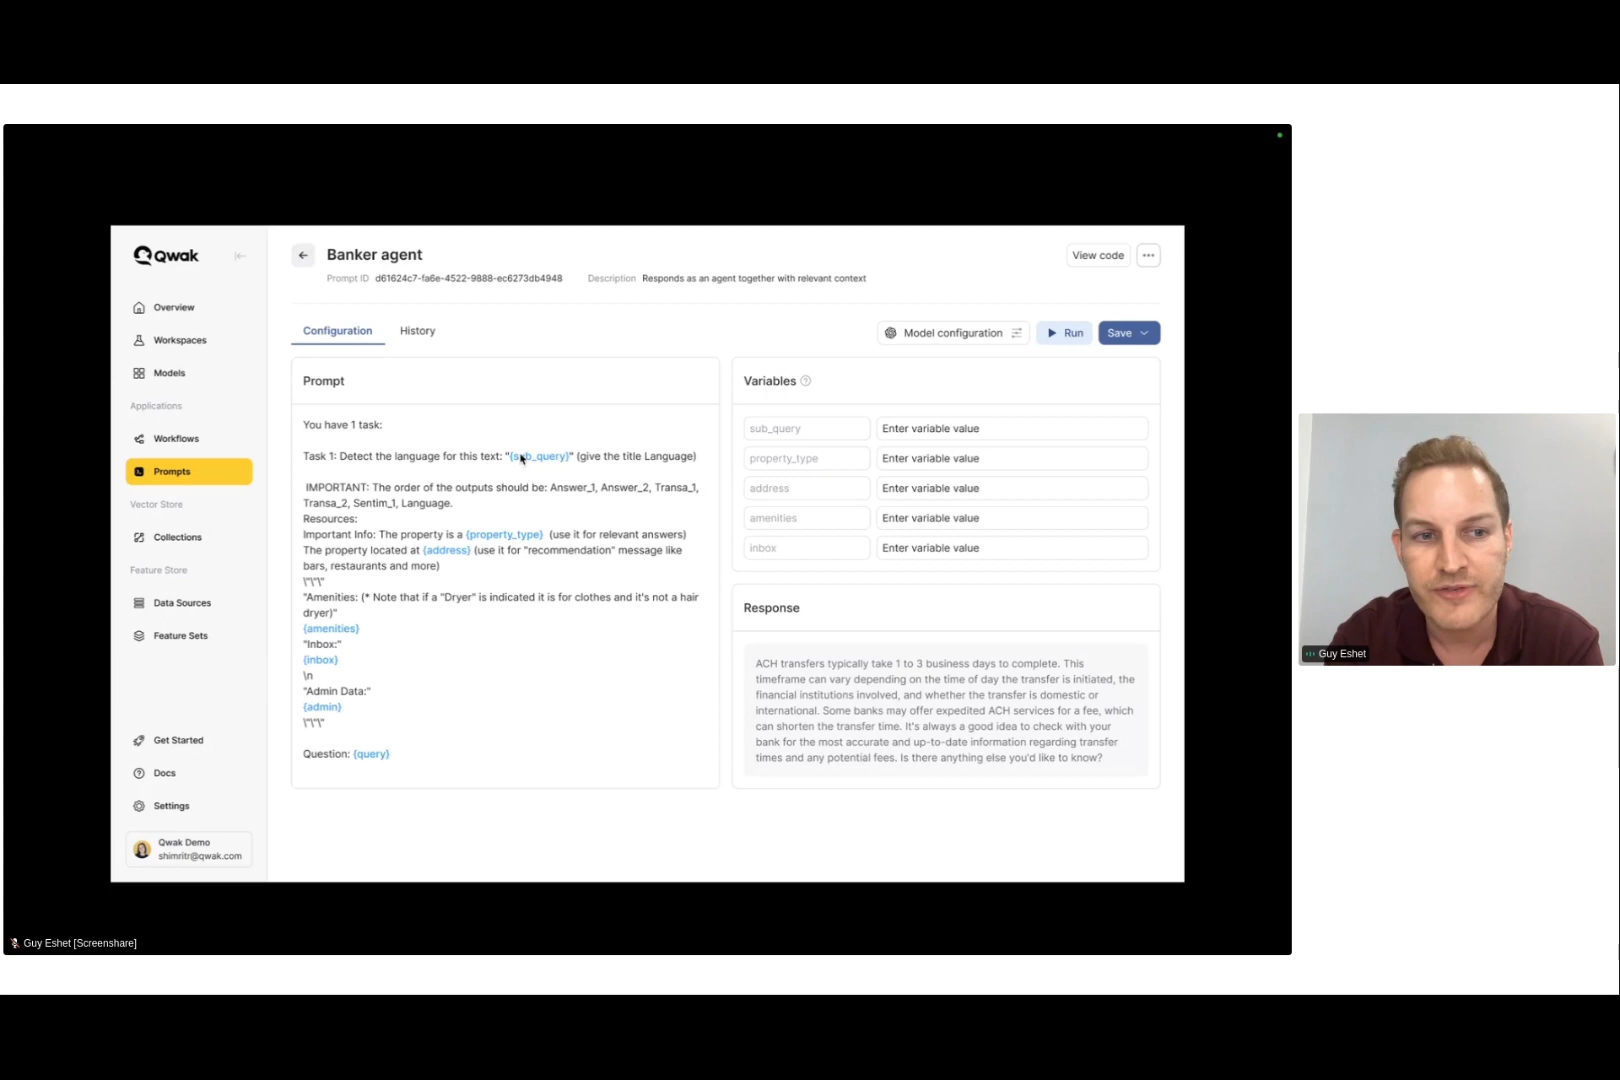 Qwak
Overview
Workspaces
Models
Applications
Workflows
Prompts
Vector Store
Collections
Feature Store
Data Sources
Feature Sets
Get Started
Docs
Settings
Qwak Demo
shimritr@qwak.com
Banker agent
View code
Prompt ID d61624c7-fa6e-4522-9888-ec6273db4948 Description Responds as an agent together with relevant context
Configuration History
Model configuration Run Save
Prompt
You have 1 task:
Task 1: Detect the language for this text: "{sub_query}" (give the title Language)
IMPORTANT: The order of the outputs should be: Answer_1, Answer_2, Transa_1,
Transa_2, Sentim_1, Language.
Resources:
Important Info: The property is a {property_type} (use it for relevant answers)
The property located at {address} (use it for "recommendation" message like
bars, restaurants and more)
\"\"\"
"Amenities: (* Note that if a "Dryer" is indicated it is for clothes and it's not a hair
dryer)"
{amenities}
"Inbox:"
{inbox}
\n
"Admin Data:"
{admin}
\"\"\"
Question: {query}
Variables
sub_query Enter variable value
property_type Enter variable value
address Enter variable value
amenities Enter variable value
inbox Enter variable value
Response
ACH transfers typically take 1 to 3 business days to complete. This
timeframe can vary depending on the time of day the transfer is initiated, the
financial institutions involved, and whether the transfer is domestic or
international. Some banks may offer expedited ACH services for a fee, which
can shorten the transfer time. It's always a good idea to check with your
bank for the most accurate and up-to-date information regarding transfer
times and any potential fees. Is there anything else you'd like to know?
Guy Eshet
Guy Eshet [Screenshare]